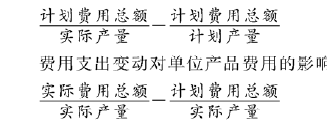 计划费用总额/实际产量－计划费用总额/计划产量
费用支出变动对单位产品费用的影响
实际费用总额/实际产量－计划费用总额/实际产量